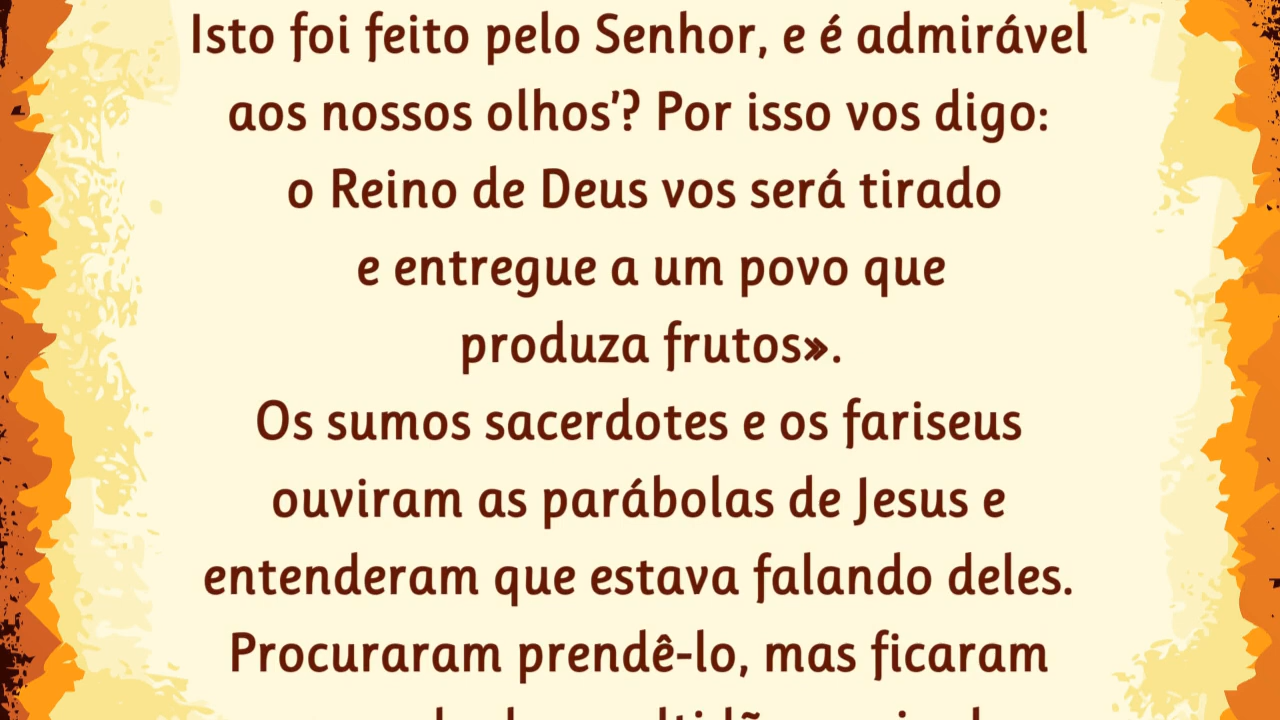 Isto foi feito pelo Senhor, e é admirável
aos nossos olhos’? Por isso vos digo:
o Reino de Deus vos será tirado
e entregue a um povo que
produza frutos».
Os sumos sacerdotes e os fariseus
ouviram as parábolas de Jesus e
entenderam que estava falando deles.
Procuraram prendê-lo, mas ficaram